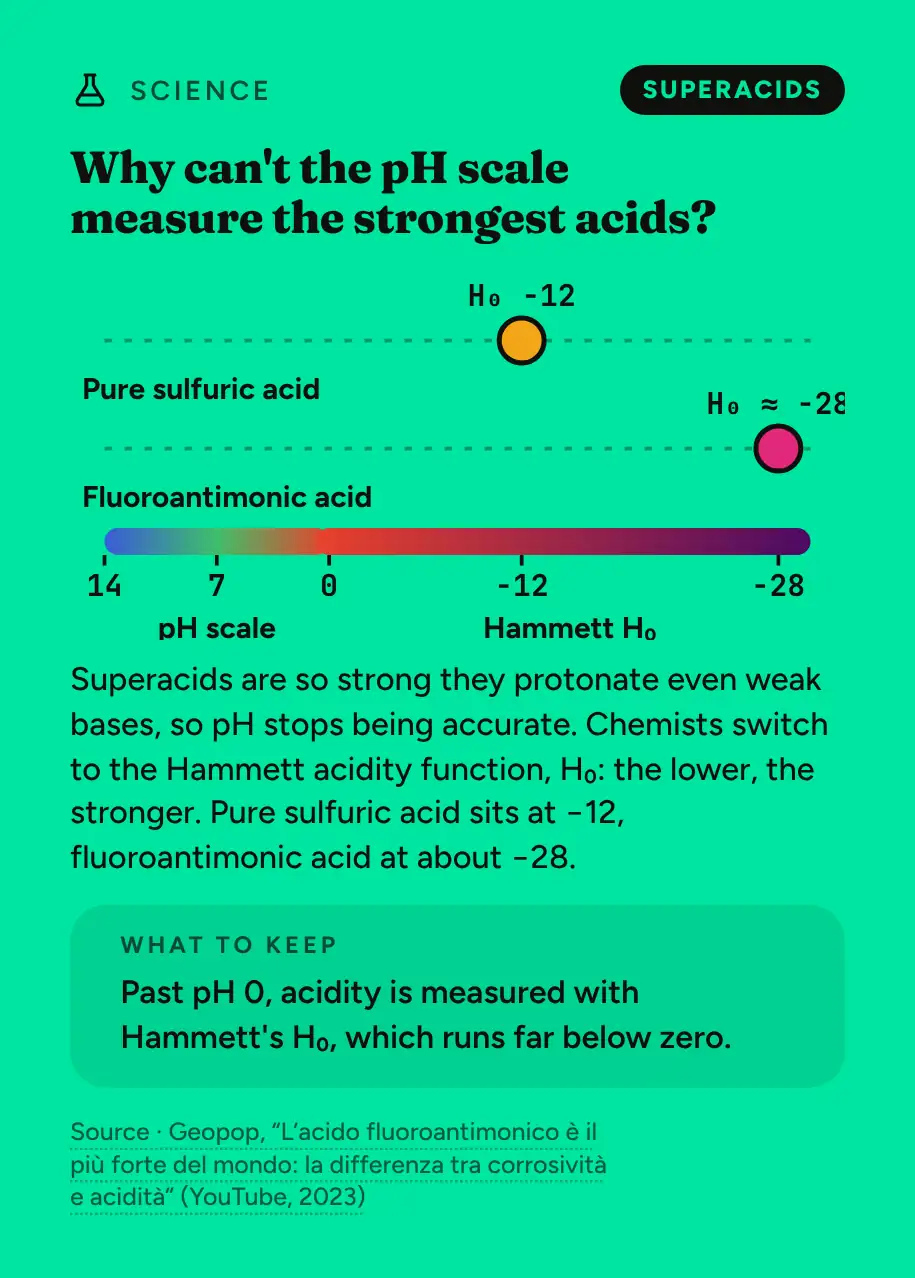 SCIENCE
SUPERACIDS
Why can't the pH scale
measure the strongest acids?
H₀ -12
Pure sulfuric acid
H₀ ≈ -28
Fluoroantimonic acid
14 7 0 -12 -28
pH scale Hammett H₀
Superacids are so strong they protonate even weak
bases, so pH stops being accurate. Chemists switch
to the Hammett acidity function, H₀: the lower, the
stronger. Pure sulfuric acid sits at −12,
fluoroantimonic acid at about −28.
WHAT TO KEEP
Past pH 0, acidity is measured with
Hammett's H₀, which runs far below zero.
Source · Geopop, “L’acido fluoroantimonico è il
più forte del mondo: la differenza tra corrosività
e acidità” (YouTube, 2023)